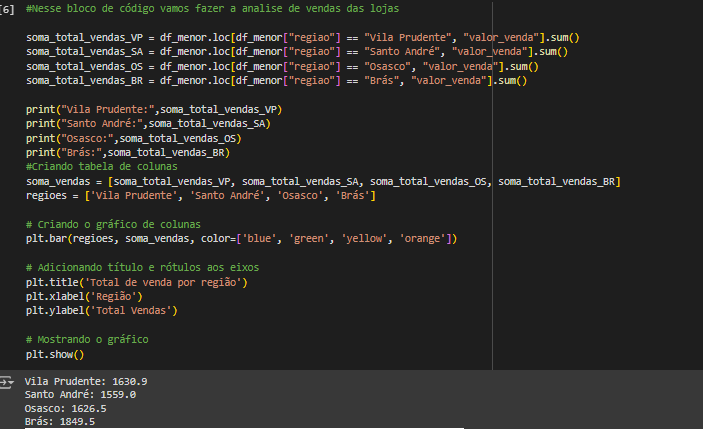 [6] #Nesse bloco de código vamos fazer a analise de vendas das lojas
soma_total_vendas_VP = df_menor.loc[df_menor["regiao"] == "Vila Prudente", "valor_venda"].sum()
soma_total_vendas_SA = df_menor.loc[df_menor["regiao"] == "Santo André", "valor_venda"].sum()
soma_total_vendas_OS = df_menor.loc[df_menor["regiao"] == "Osasco", "valor_venda"].sum()
soma_total_vendas_BR = df_menor.loc[df_menor["regiao"] == "Brás", "valor_venda"].sum()
print("Vila Prudente:",soma_total_vendas_VP)
print("Santo André:",soma_total_vendas_SA)
print("Osasco:",soma_total_vendas_OS)
print("Brás:",soma_total_vendas_BR)
#Criando tabela de colunas
soma_vendas = [soma_total_vendas_VP, soma_total_vendas_SA, soma_total_vendas_OS, soma_total_vendas_BR]
regioes = ['Vila Prudente', 'Santo André', 'Osasco', 'Brás']
# Criando o gráfico de colunas
plt.bar(regioes, soma_vendas, color=['blue', 'green', 'yellow', 'orange'])
# Adicionando título e rótulos aos eixos
plt.title('Total de venda por região')
plt.xlabel('Região')
plt.ylabel('Total Vendas')
# Mostrando o gráfico
plt.show()
Vila Prudente: 1630.9
Santo André: 1559.0
Osasco: 1626.5
Brás: 1849.5